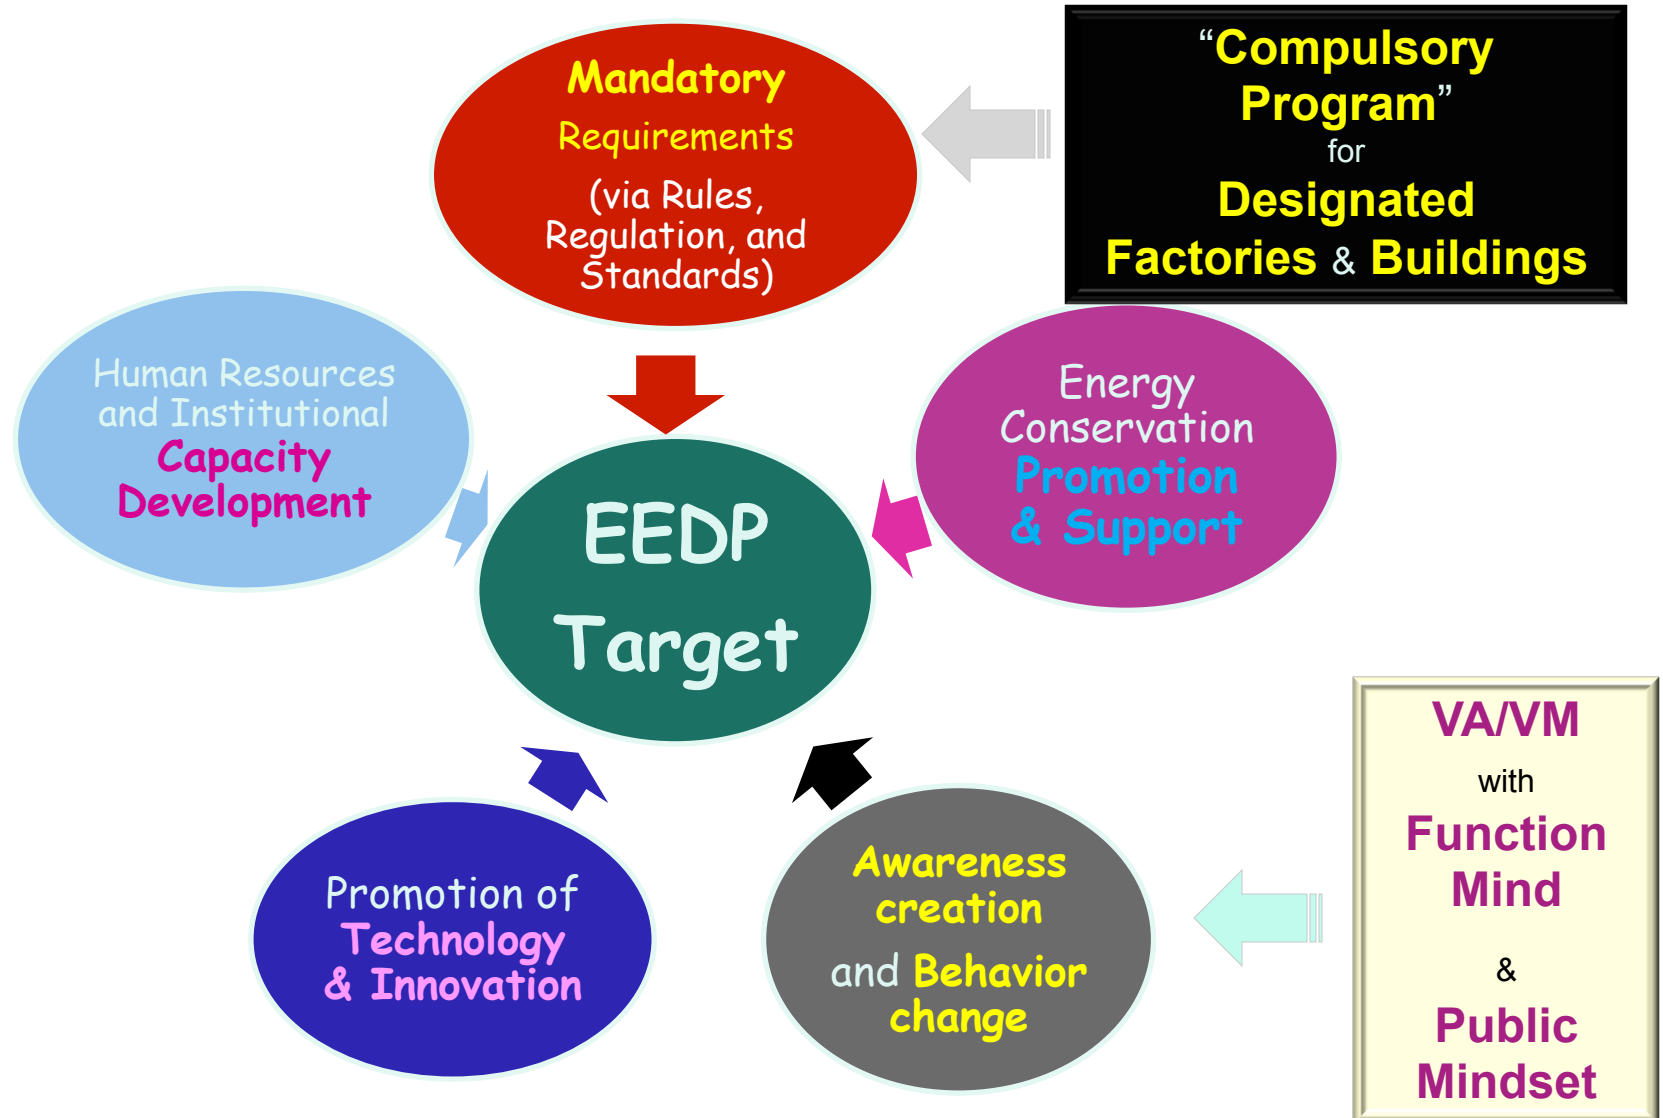 Mandatory
Requirements
(via Rules,
Regulation, and
Standards)
“Compulsory
Program”
for
Designated
Factories & Buildings
Human Resources
and Institutional
Capacity
Development
Energy
Conservation
Promotion
& Support
EEDP
Target
Promotion of
Technology
& Innovation
Awareness
creation
and Behavior
change
VA/VM
with
Function
Mind
&
Public
Mindset